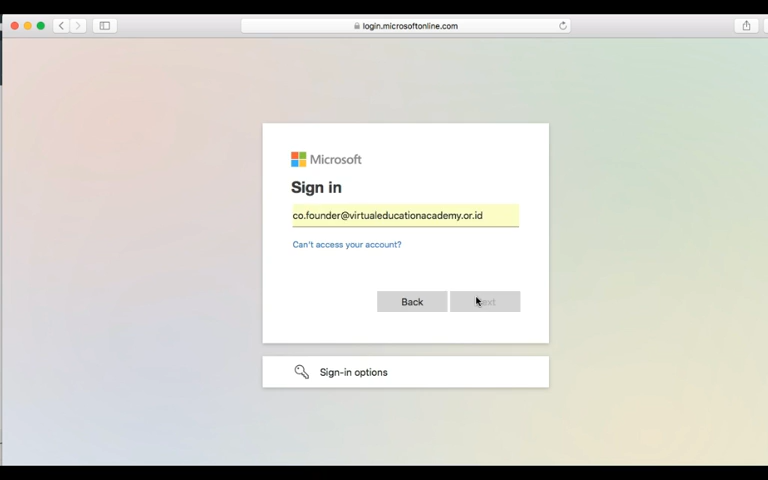 login.microsoftonline.com
Microsoft
Sign in
co.founder@virtualeducationacademy.or.id
Can't access your account?
Back
Next
Sign-in options